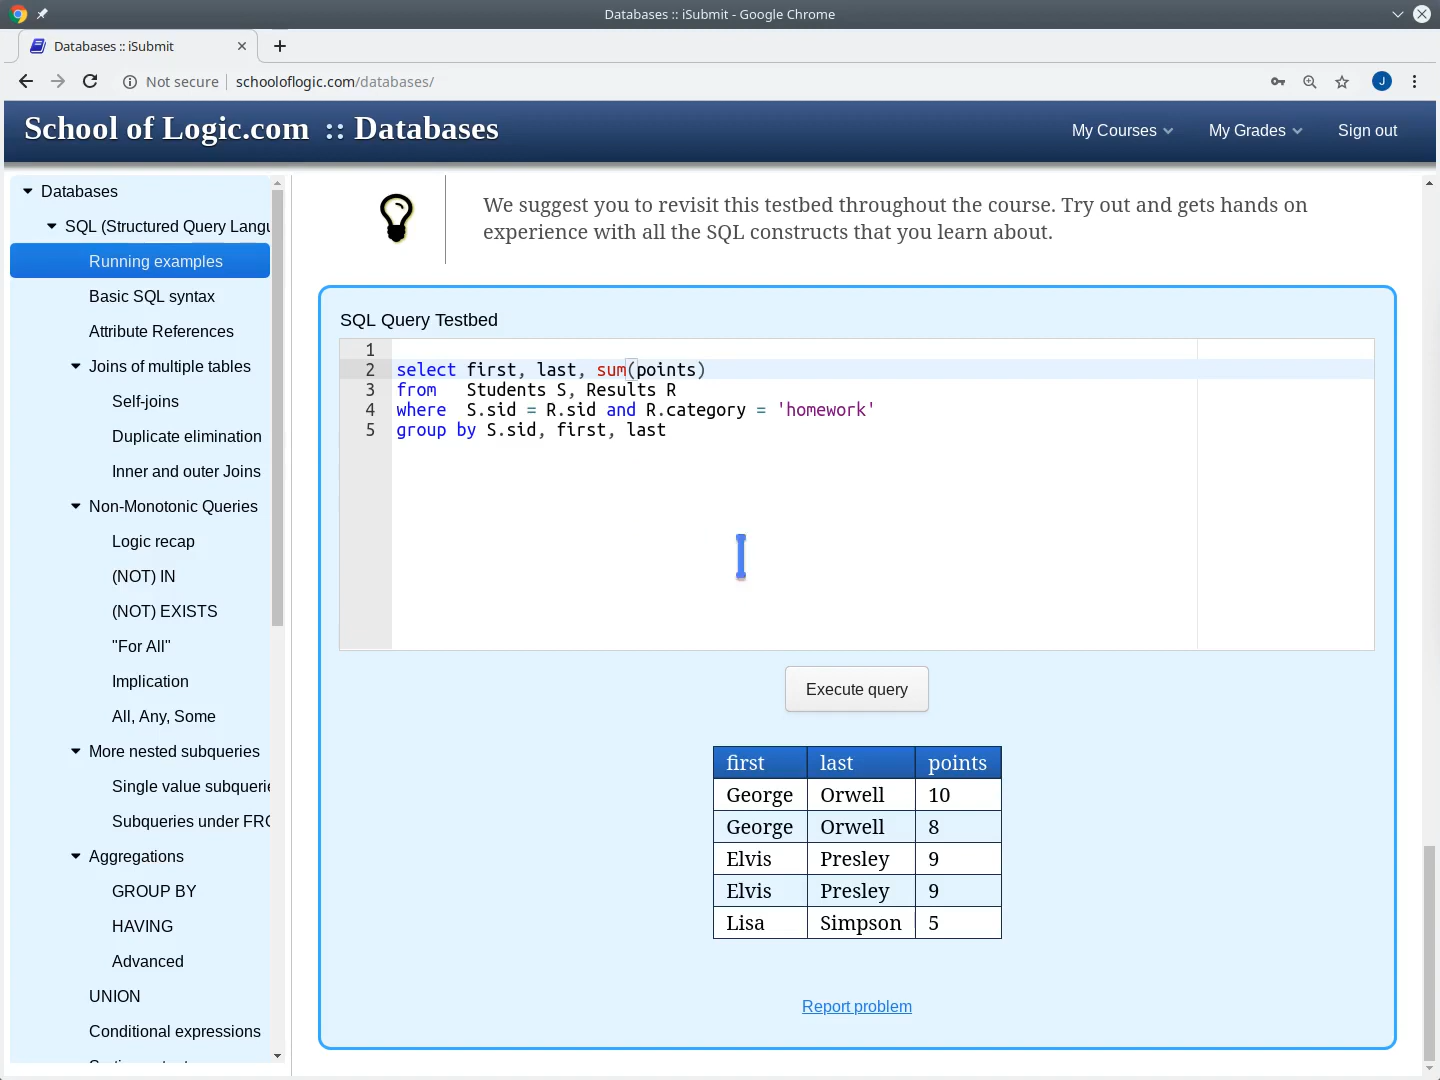 Databases :: iSubmit - Google Chrome
Databases :: iSubmit
Not secure
schooloflogic.com/databases/
J
School of Logic.com :: Databases
My Courses
My Grades
Sign out
Databases
SQL (Structured Query Langu
Running examples
Basic SQL syntax
Attribute References
Joins of multiple tables
Self-joins
Duplicate elimination
Inner and outer Joins
Non-Monotonic Queries
Logic recap
(NOT) IN
(NOT) EXISTS
"For All"
Implication
All, Any, Some
More nested subqueries
Single value subquerie
Subqueries under FRO
Aggregations
GROUP BY
HAVING
Advanced
UNION
Conditional expressions
We suggest you to revisit this testbed throughout the course. Try out and gets hands on
experience with all the SQL constructs that you learn about.
SQL Query Testbed
1
2 select first, last, sum(points)
3 from   Students S, Results R
4 where  S.sid = R.sid and R.category = 'homework'
5 group by S.sid, first, last
Execute query
first last points
George Orwell 10
George Orwell 8
Elvis Presley 9
Elvis Presley 9
Lisa Simpson 5
Report problem